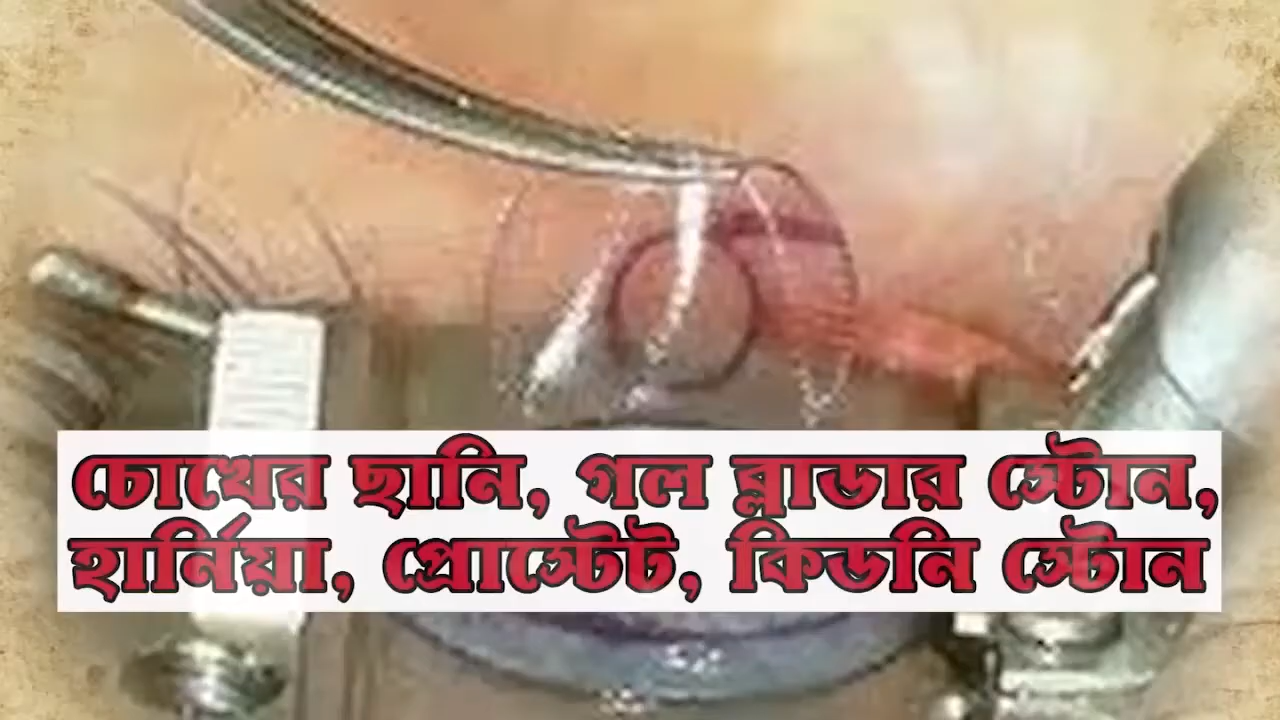 চোখের ছানি, গল ব্লাডার স্টোন,
হার্নিয়া, প্রোস্টেট, কিডনি স্টোন